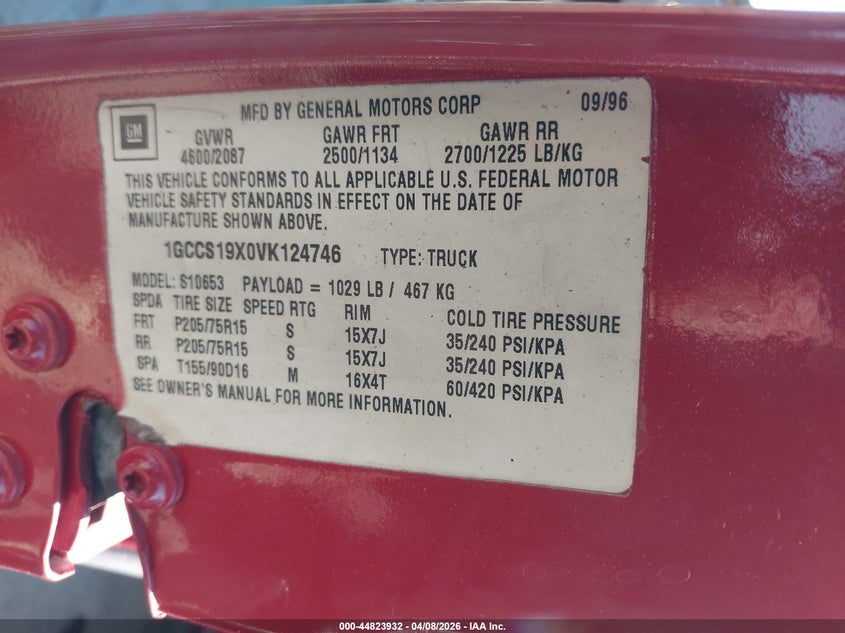 GM
MFD BY GENERAL MOTORS CORP 09/96
GVWR GAWR FRT GAWR RR
4600/2087 2500/1134 2700/1225 LB/KG
THIS VEHICLE CONFORMS TO ALL APPLICABLE U.S. FEDERAL MOTOR
VEHICLE SAFETY STANDARDS IN EFFECT ON THE DATE OF
MANUFACTURE SHOWN ABOVE.
1GCCS19X0VK124746 TYPE: TRUCK
MODEL: S10653 PAYLOAD = 1029 LB / 467 KG
SPDA TIRE SIZE SPEED RTG RIM COLD TIRE PRESSURE
FRT P205/75R15 S 15X7J 35/240 PSI/KPA
RR P205/75R15 S 15X7J 35/240 PSI/KPA
SPA T155/90D16 M 16X4T 60/420 PSI/KPA
SEE OWNER'S MANUAL FOR MORE INFORMATION.
000-44823932 - 04/08/2026 - IAA Inc.